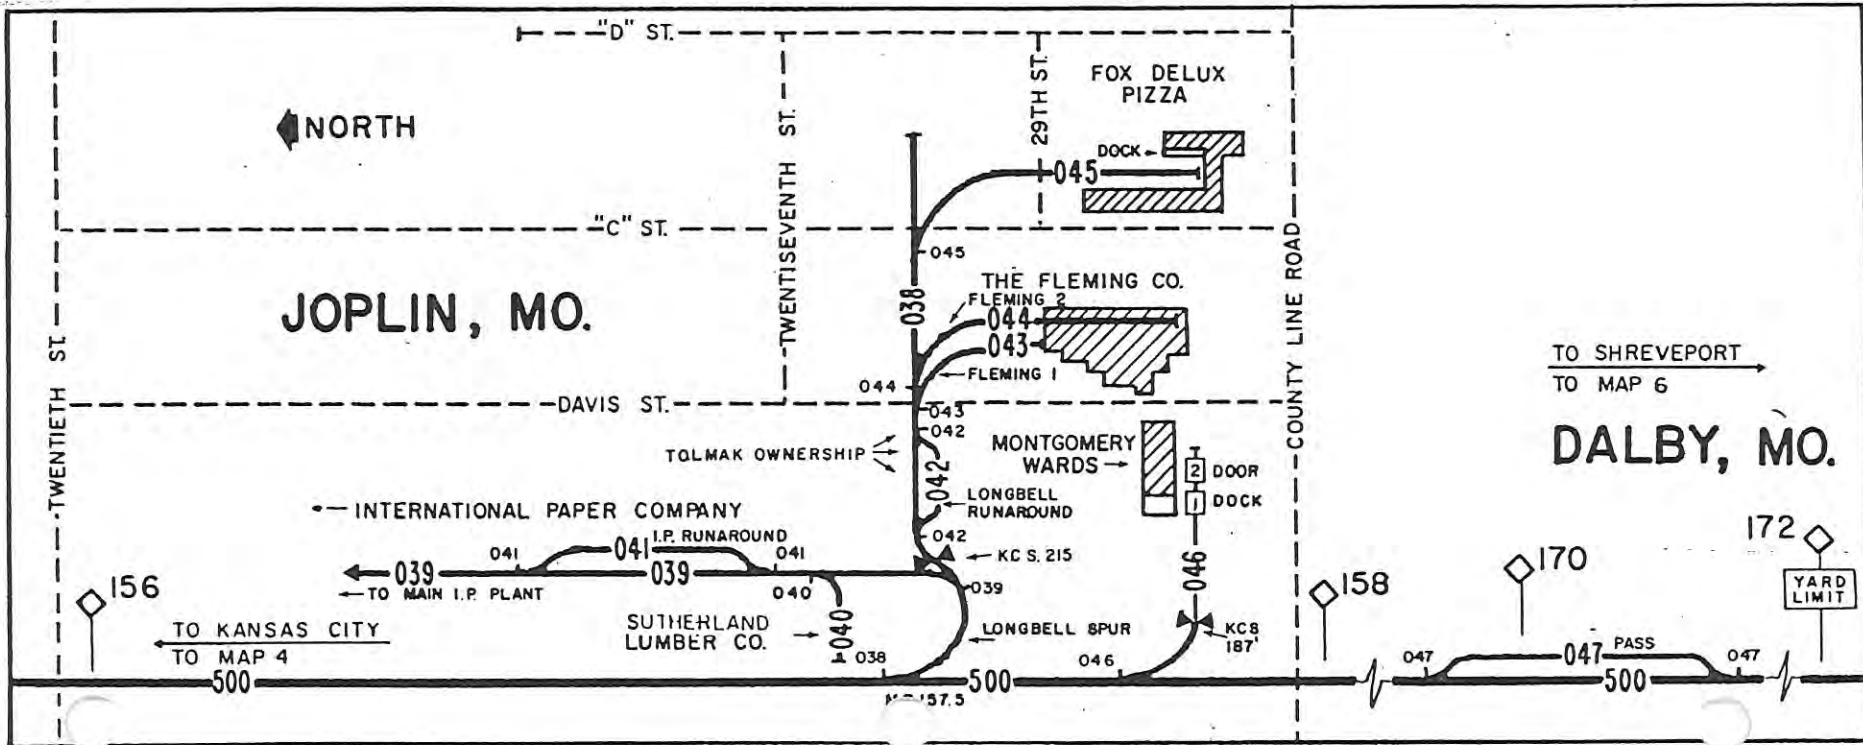 "D" ST.
NORTH
TWENTISEVENTH ST.
29TH ST.
FOX DELUX
PIZZA
DOCK
045
"C" ST.
045
JOPLIN, MO.
TWENTIETH ST.
038
THE FLEMING CO.
FLEMING 2
044
043
FLEMING 1
044
COUNTY LINE ROAD
TO SHREVEPORT
TO MAP 6
DAVIS ST.
043
042
TOLMAK OWNERSHIP
042
MONTGOMERY
WARDS
2 DOOR
1 DOCK
DALBY, MO.
LONGBELL
RUNAROUND
INTERNATIONAL PAPER COMPANY
041
041
I.P. RUNAROUND
041
042
KCS. 215
046
172
170
039
039
TO MAIN I.P. PLANT
040
039
156
158
YARD
LIMIT
TO KANSAS CITY
TO MAP 4
SUTHERLAND
LUMBER CO.
040
LONGBELL SPUR
KCS
187'
038
046
047
047
PASS
047
500
157.5
500
500